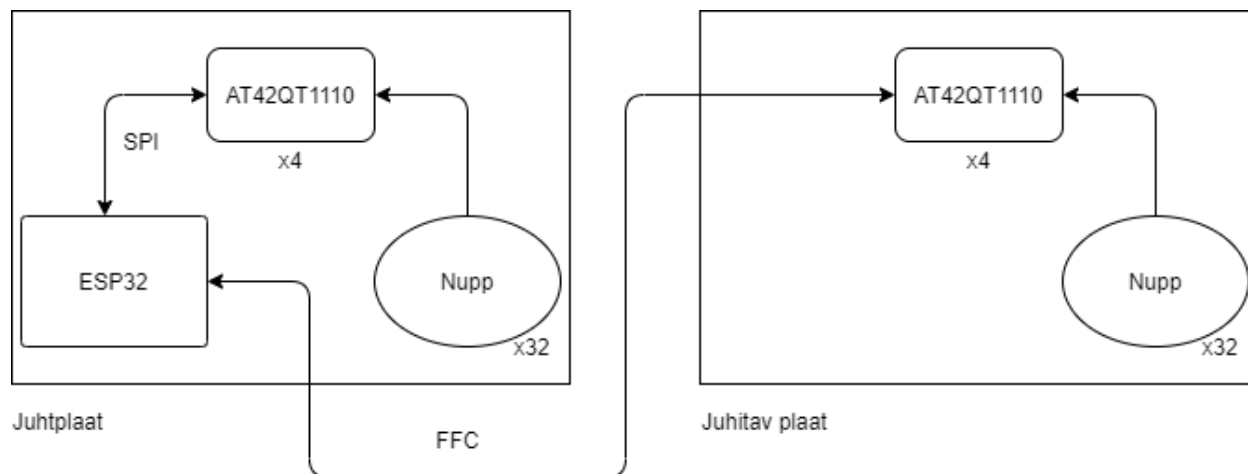 AT42QT1110
x4
SPI
ESP32
Nupp
x32
Juhtplaat
FFC
AT42QT1110
x4
Nupp
x32
Juhitav plaat